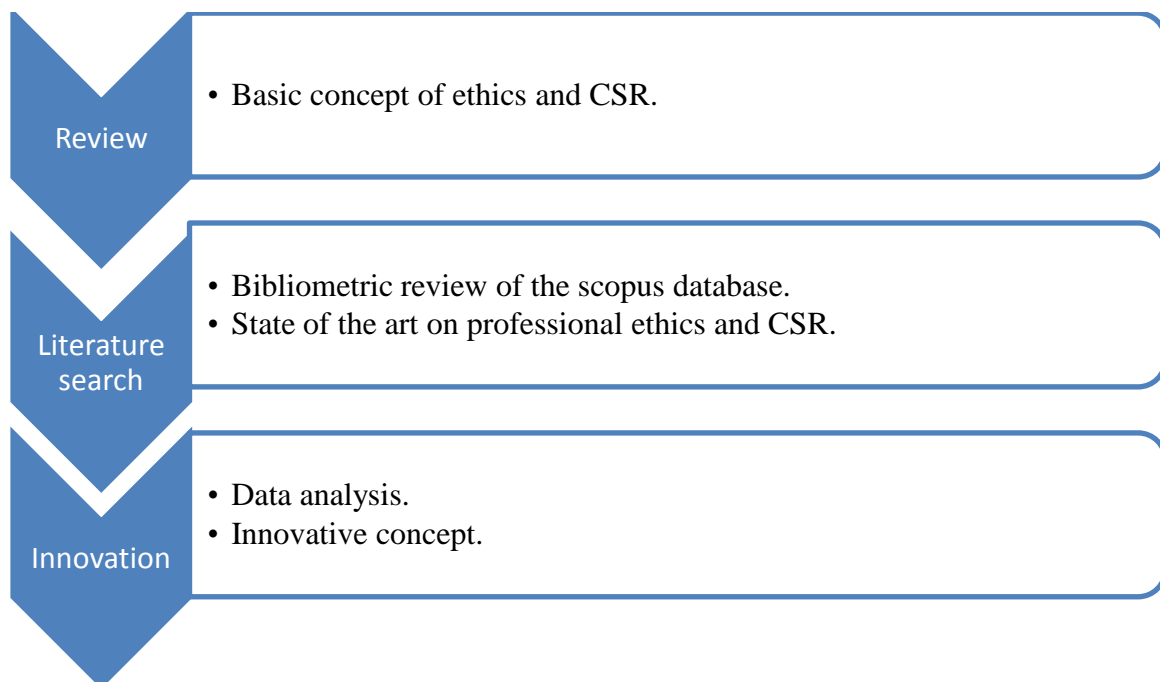 Review
• Basic concept of ethics and CSR.
Literature
search
• Bibliometric review of the scopus database.
• State of the art on professional ethics and CSR.
Innovation
• Data analysis.
• Innovative concept.